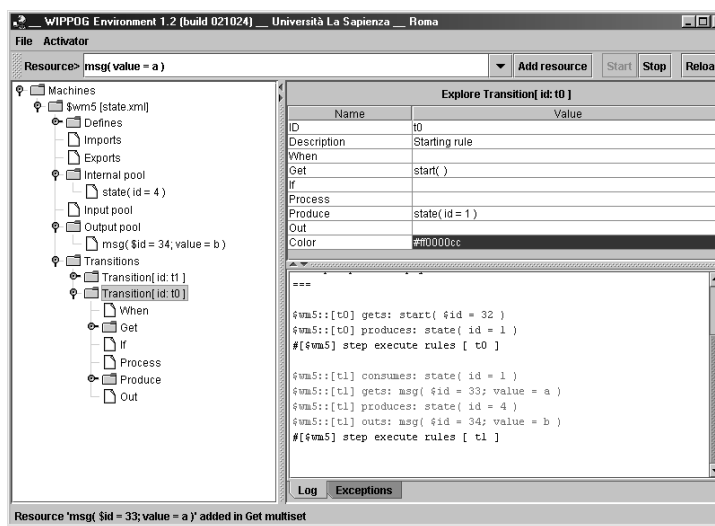 __ WIPPOG Environment 1.2 (build 021024) __ Università La Sapienza __ Roma
File Activator
Resource> msg( value = a ) Add resource Start Stop
Machines
$wm5 [state.xml]
Defines
Imports
Exports
Internal pool
state( id = 4 )
Input pool
Output pool
msg( $id = 34; value = b )
Transitions
Transition[ id: t1 ]
Transition[ id: t0 ]
When
Get
If
Process
Produce
Out
Explore Transition[ id: t0 ]
Name Value
ID t0
Description Starting rule
When
Get start( )
If
Process
Produce state( id = 1 )
Out
Color #ff0000cc
===
$wm5::[t0] gets: start( $id = 32 )
$wm5::[t0] produces: state( id = 1 )
#[$wm5] step execute rules [ t0 ]
$wm5::[t1] consumes: state( id = 1 )
$wm5::[t1] gets: msg( $id = 33; value = a )
$wm5::[t1] produces: state( id = 4 )
$wm5::[t1] outs: msg( $id = 34; value = b )
#[$wm5] step execute rules [ t1 ]
Log Exceptions
Resource 'msg( $id = 33; value = a )' added in Get multiset